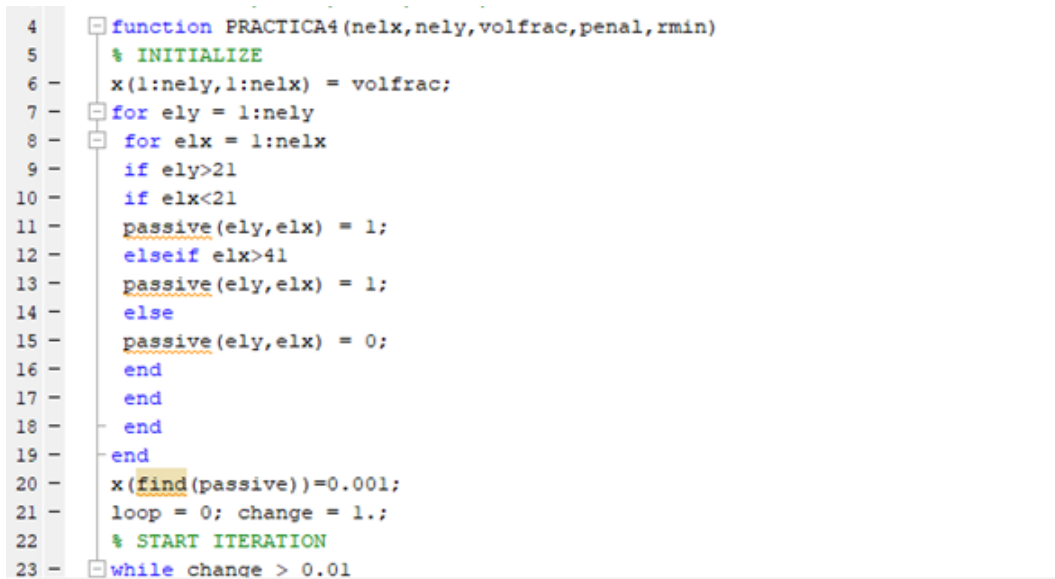 4 function PRACTICA4(nelx,nely,volfrac,penal,rmin)
5 % INITIALIZE
6 - x(1:nely,1:nelx) = volfrac;
7 - for ely = 1:nely
8 - for elx = 1:nelx
9 - if ely>21
10 - if elx<21
11 - passive(ely,elx) = 1;
12 - elseif elx>41
13 - passive(ely,elx) = 1;
14 - else
15 - passive(ely,elx) = 0;
16 - end
17 - end
18 - end
19 - end
20 - x(find(passive))=0.001;
21 - loop = 0; change = 1.;
22 % START ITERATION
23 - while change > 0.01